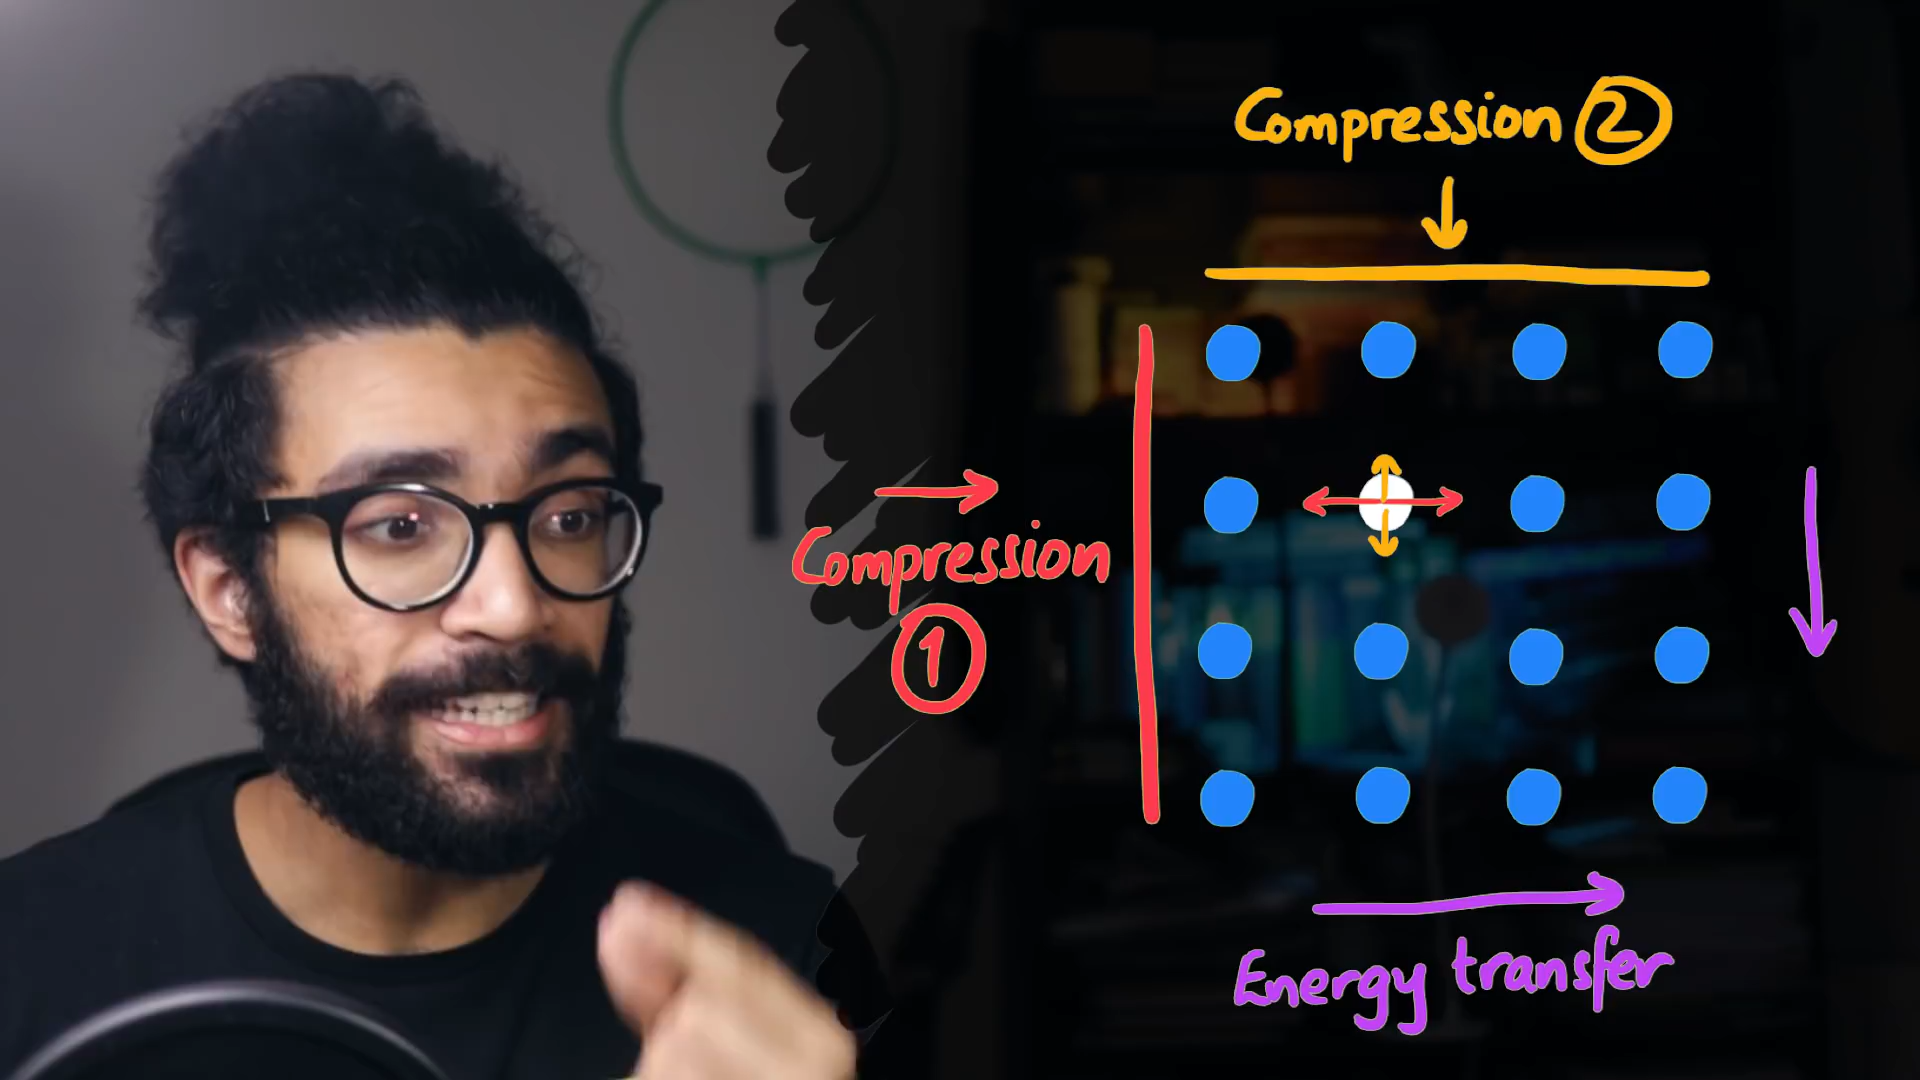 Compression ②
Compression
①
Energy transfer